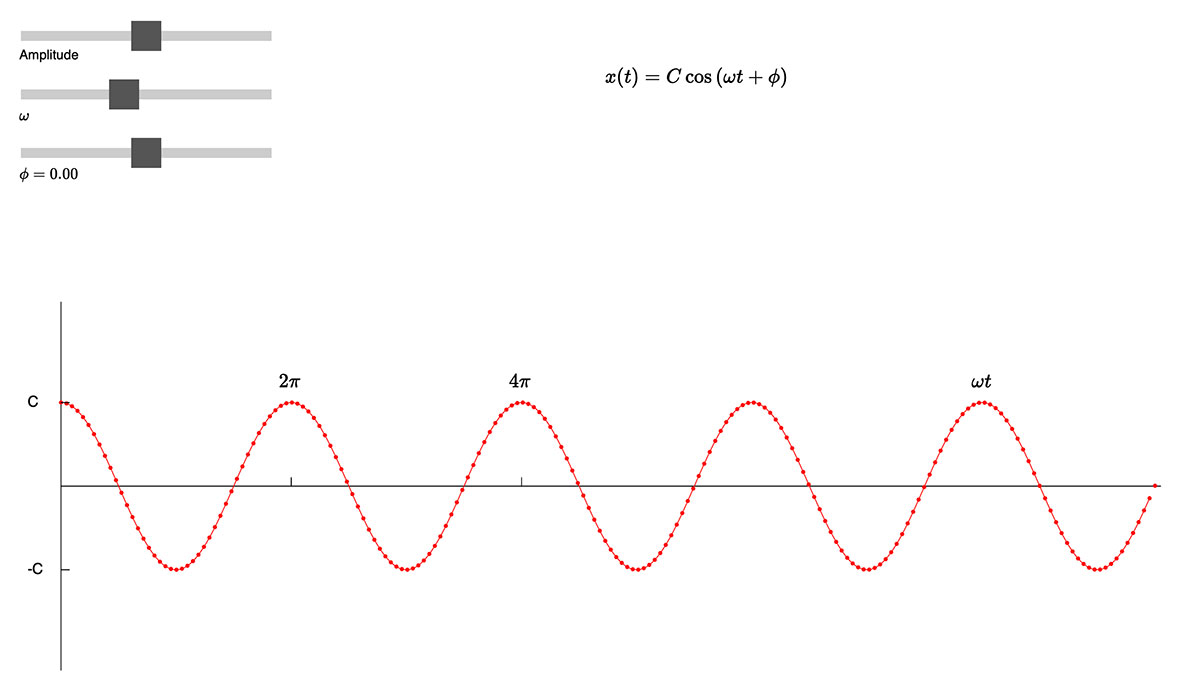 Amplitude
x(t) = C cos (ωt + ϕ)
ω
ϕ = 0.00
2π 4π ωt
C
-C